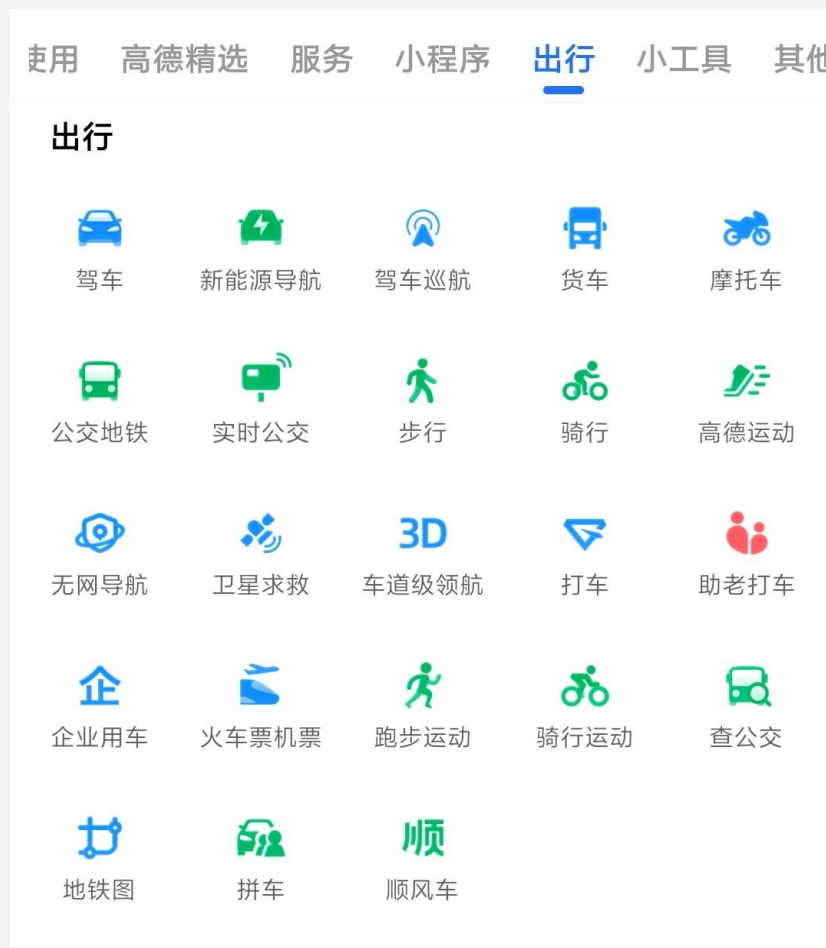 使用 高德精选 服务 小程序 出行 小工具 其他
出行
驾车 新能源导航 驾车巡航 货车 摩托车
公交地铁 实时公交 步行 骑行 高德运动
3D
无网导航 卫星求救 车道级领航 打车 助老打车
企
企业用车 火车票机票 跑步运动 骑行运动 查公交
顺
地铁图 拼车 顺风车